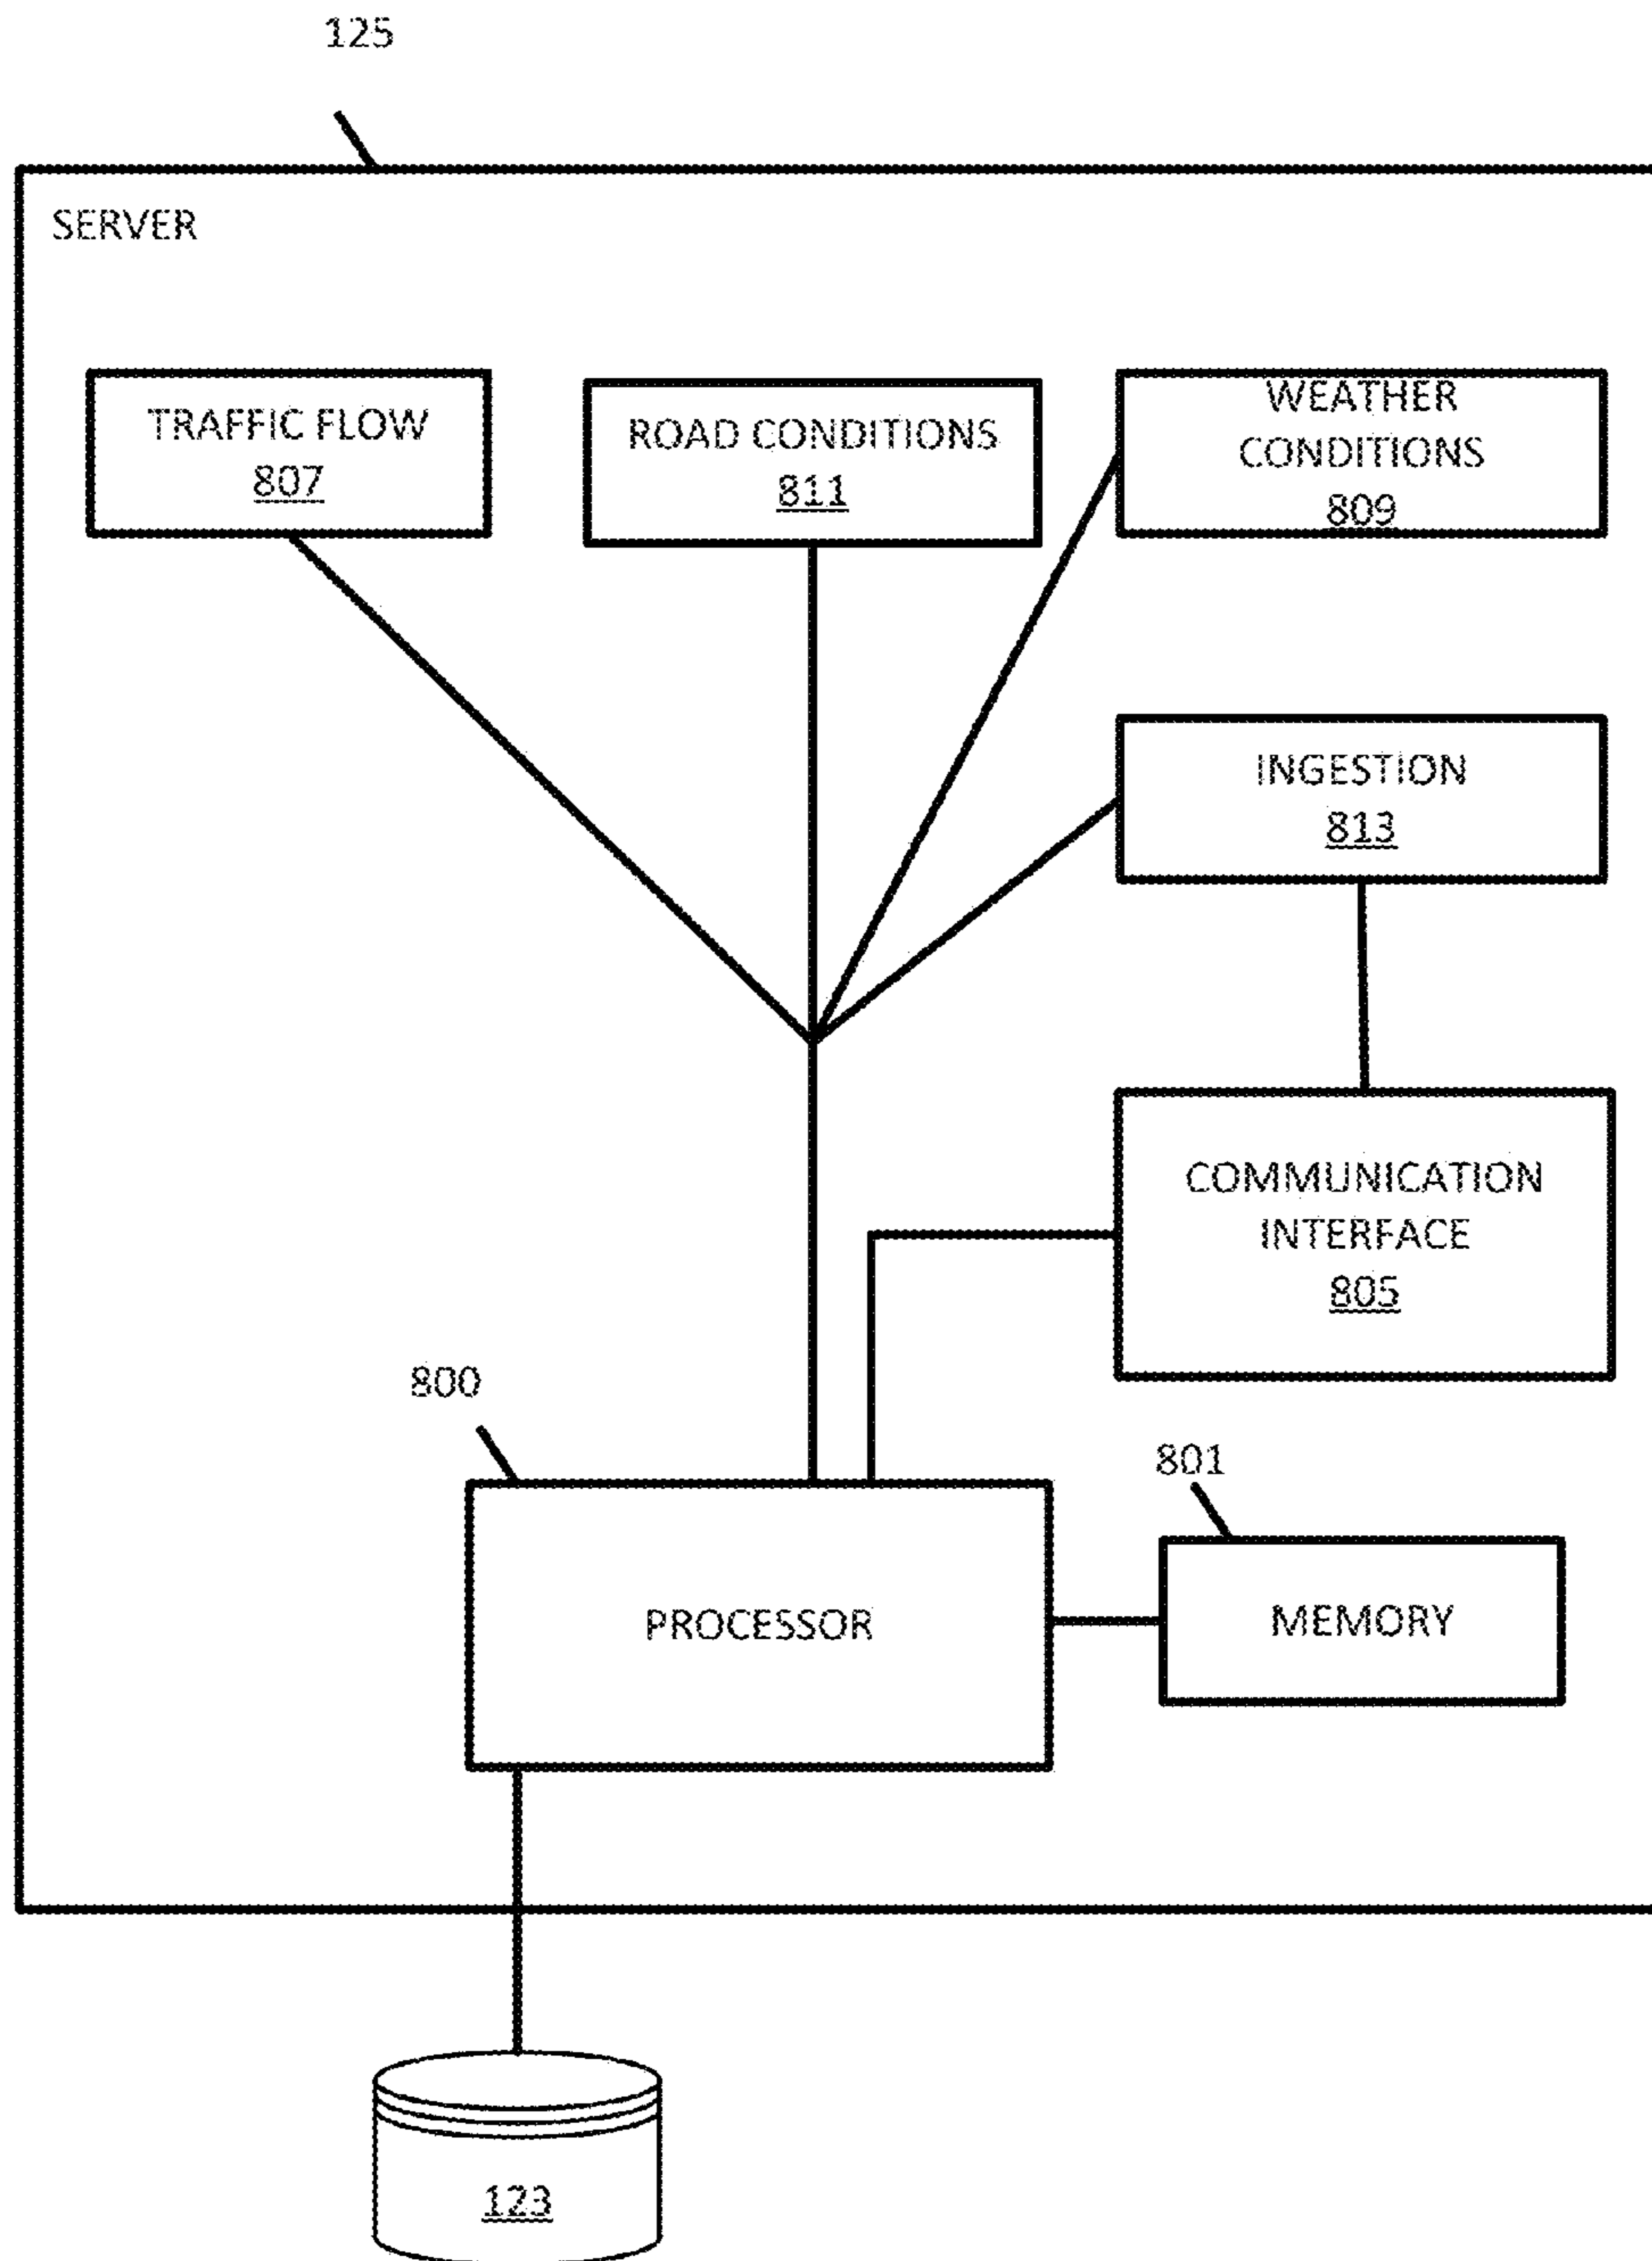 125
SERVER
TRAFFIC FLOW
807
ROAD CONDITIONS
811
WEATHER
CONDITIONS
809
INGESTION
813
COMMUNICATION
INTERFACE
805
800
801
PROCESSOR
MEMORY
123